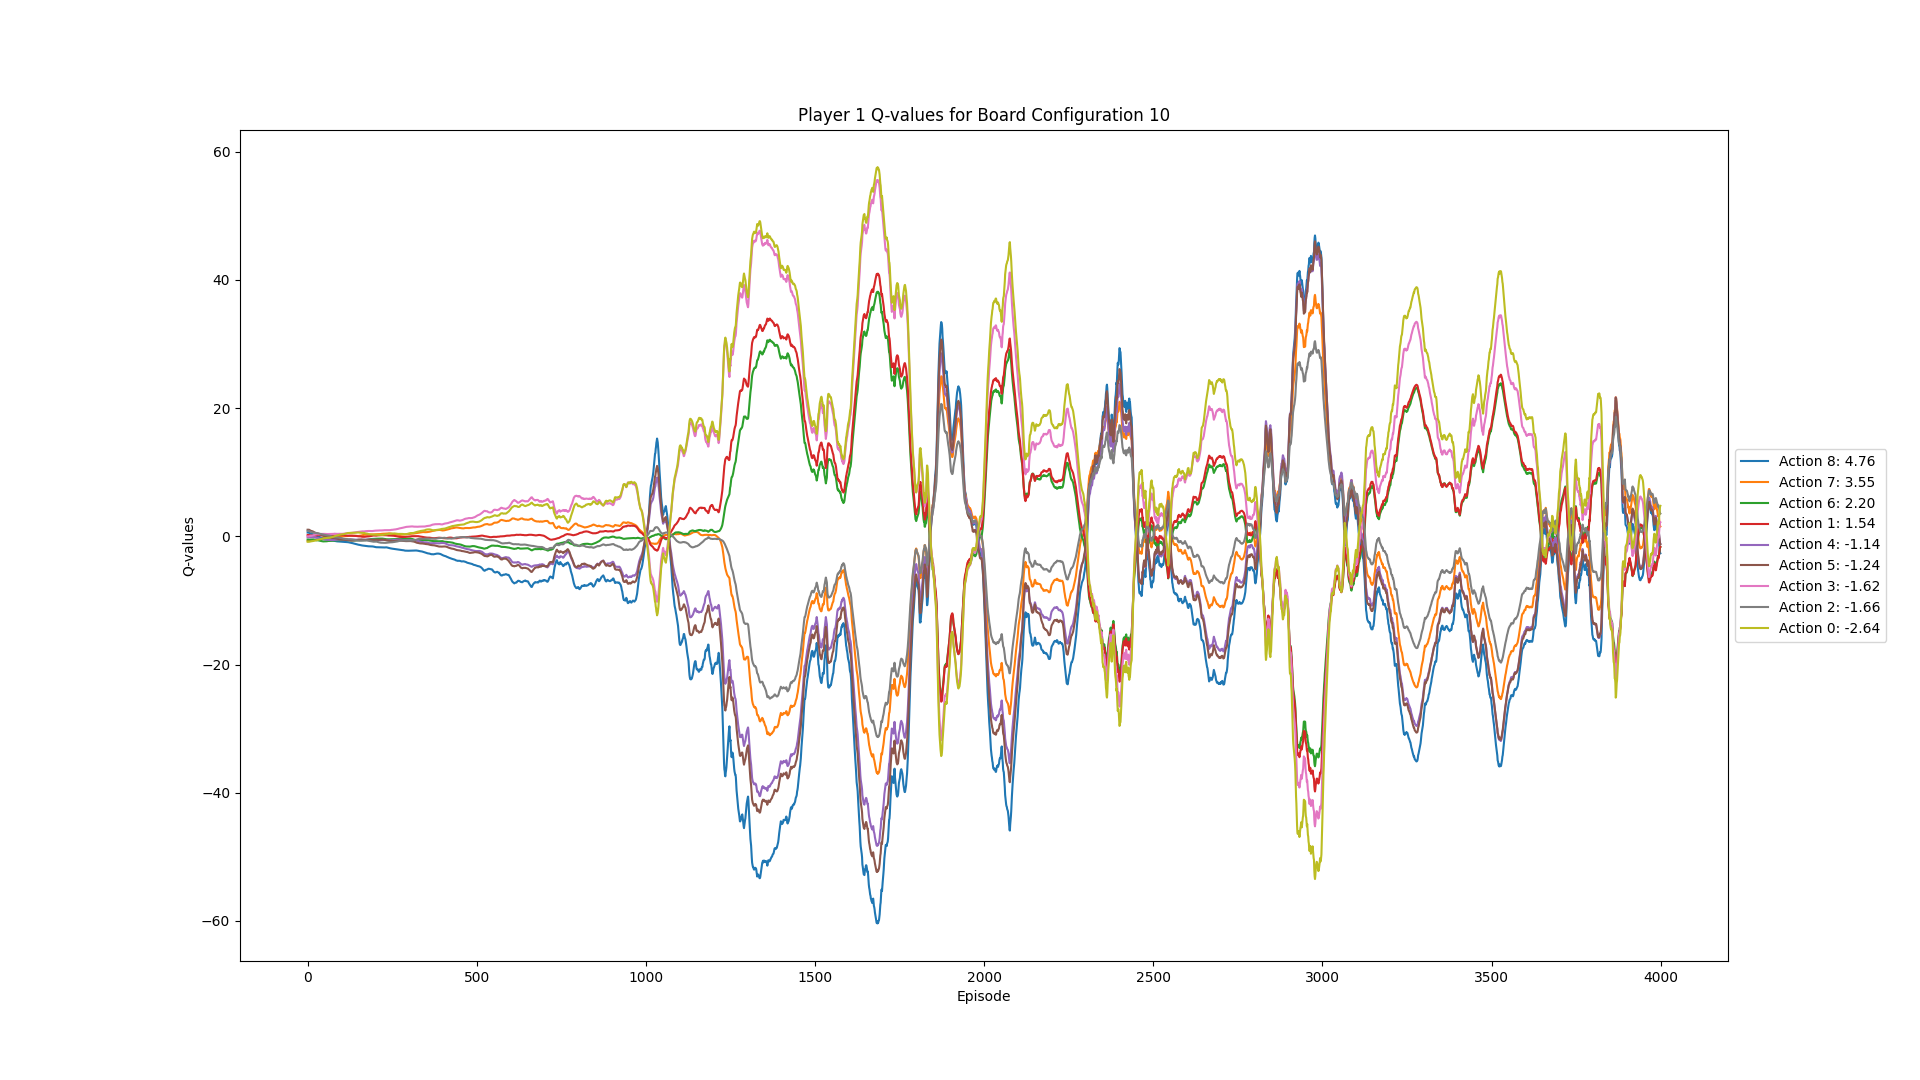 Player 1 Q-values for Board Configuration 10
60
40
20
0
−20
−40
−60
Q-values
0
500
1000
1500
2000
2500
3000
3500
4000
Episode
Action 8: 4.76
Action 7: 3.55
Action 6: 2.20
Action 1: 1.54
Action 4: -1.14
Action 5: -1.24
Action 3: -1.62
Action 2: -1.66
Action 0: -2.64